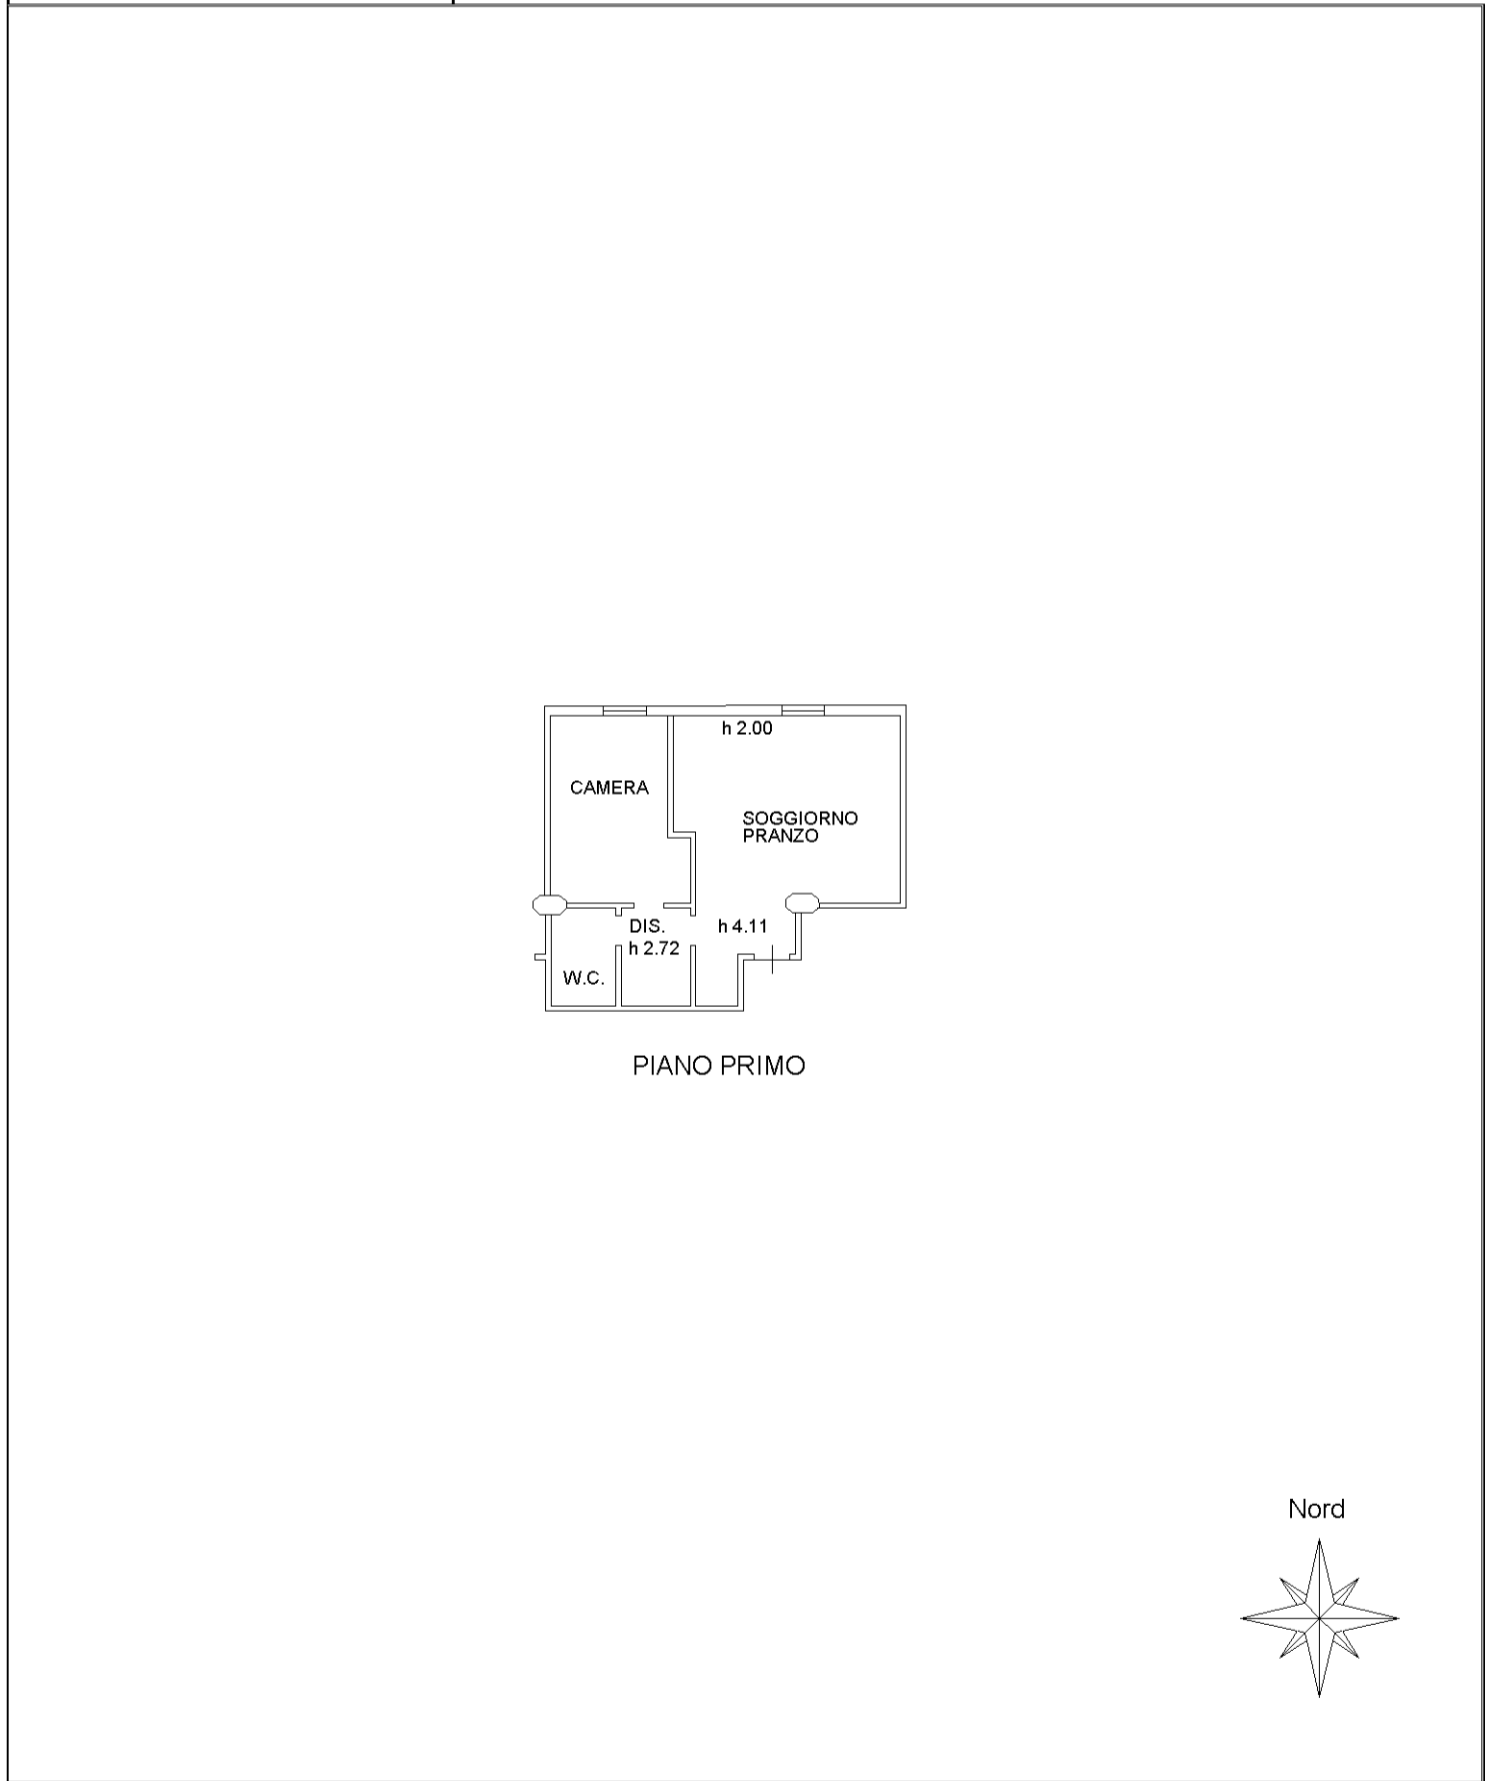 h 2.00
CAMERA
SOGGIORNO
PRANZO
DIS.
h 4.11
h 2.72
W.C.
PIANO PRIMO
Nord